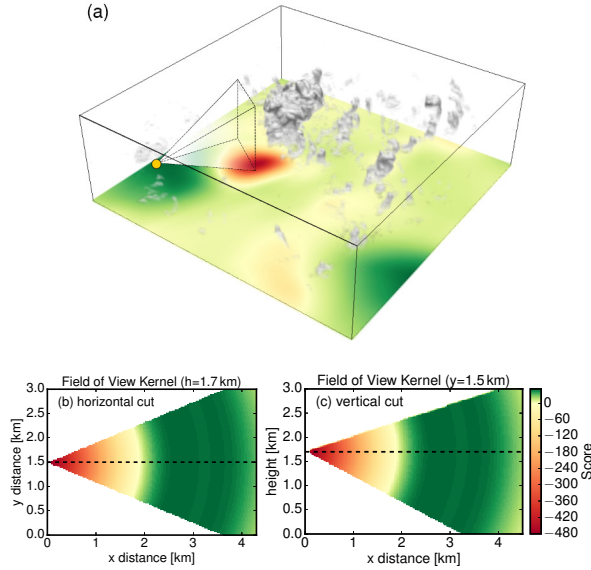 (a)
Field of View Kernel (h=1.7 km)
(b) horizontal cut
3.0
2.5
2.0
1.5
1.0
0.5
0.0
y distance [km]
0 1 2 3 4
x distance [km]
Field of View Kernel (y=1.5 km)
(c) vertical cut
3.0
2.5
2.0
1.5
1.0
0.5
0.0
height [km]
0 1 2 3 4
x distance [km]
0
−60
−120
−180
−240
−300
−360
−420
−480
Score